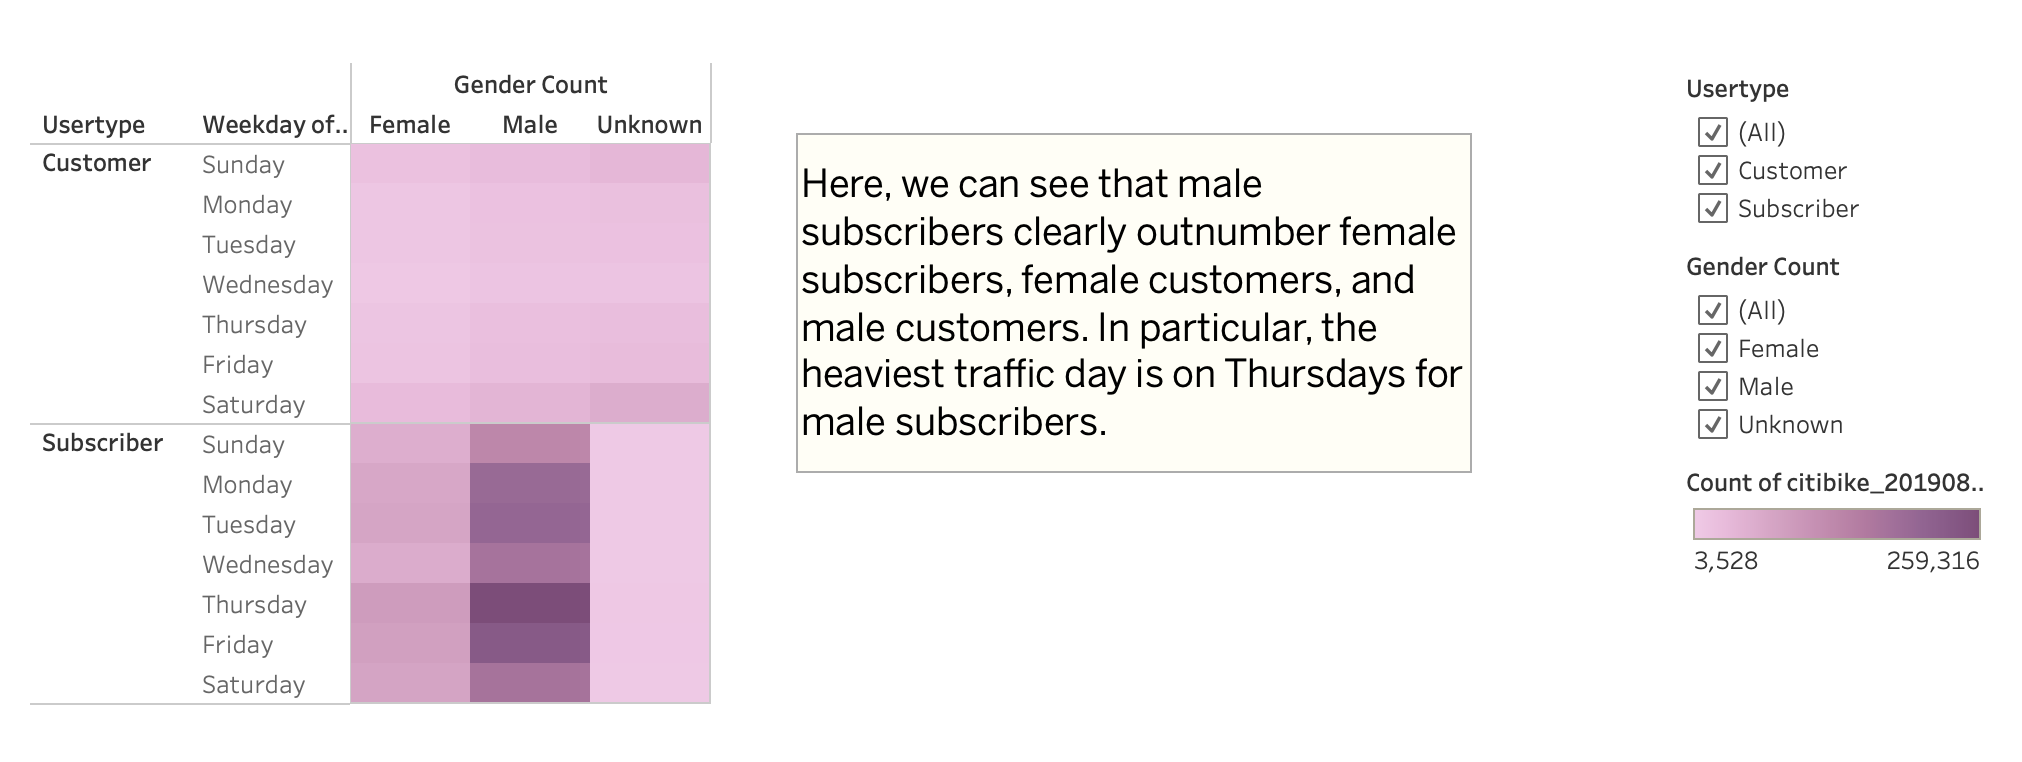 Gender Count
Usertype Weekday of.. Female Male Unknown
Customer Sunday
Monday
Tuesday
Wednesday
Thursday
Friday
Saturday
Subscriber Sunday
Monday
Tuesday
Wednesday
Thursday
Friday
Saturday
Here, we can see that male
subscribers clearly outnumber female
subscribers, female customers, and
male customers. In particular, the
heaviest traffic day is on Thursdays for
male subscribers.
Usertype
(All)
Customer
Subscriber
Gender Count
(All)
Female
Male
Unknown
Count of citibike_201908..
3,528 259,316